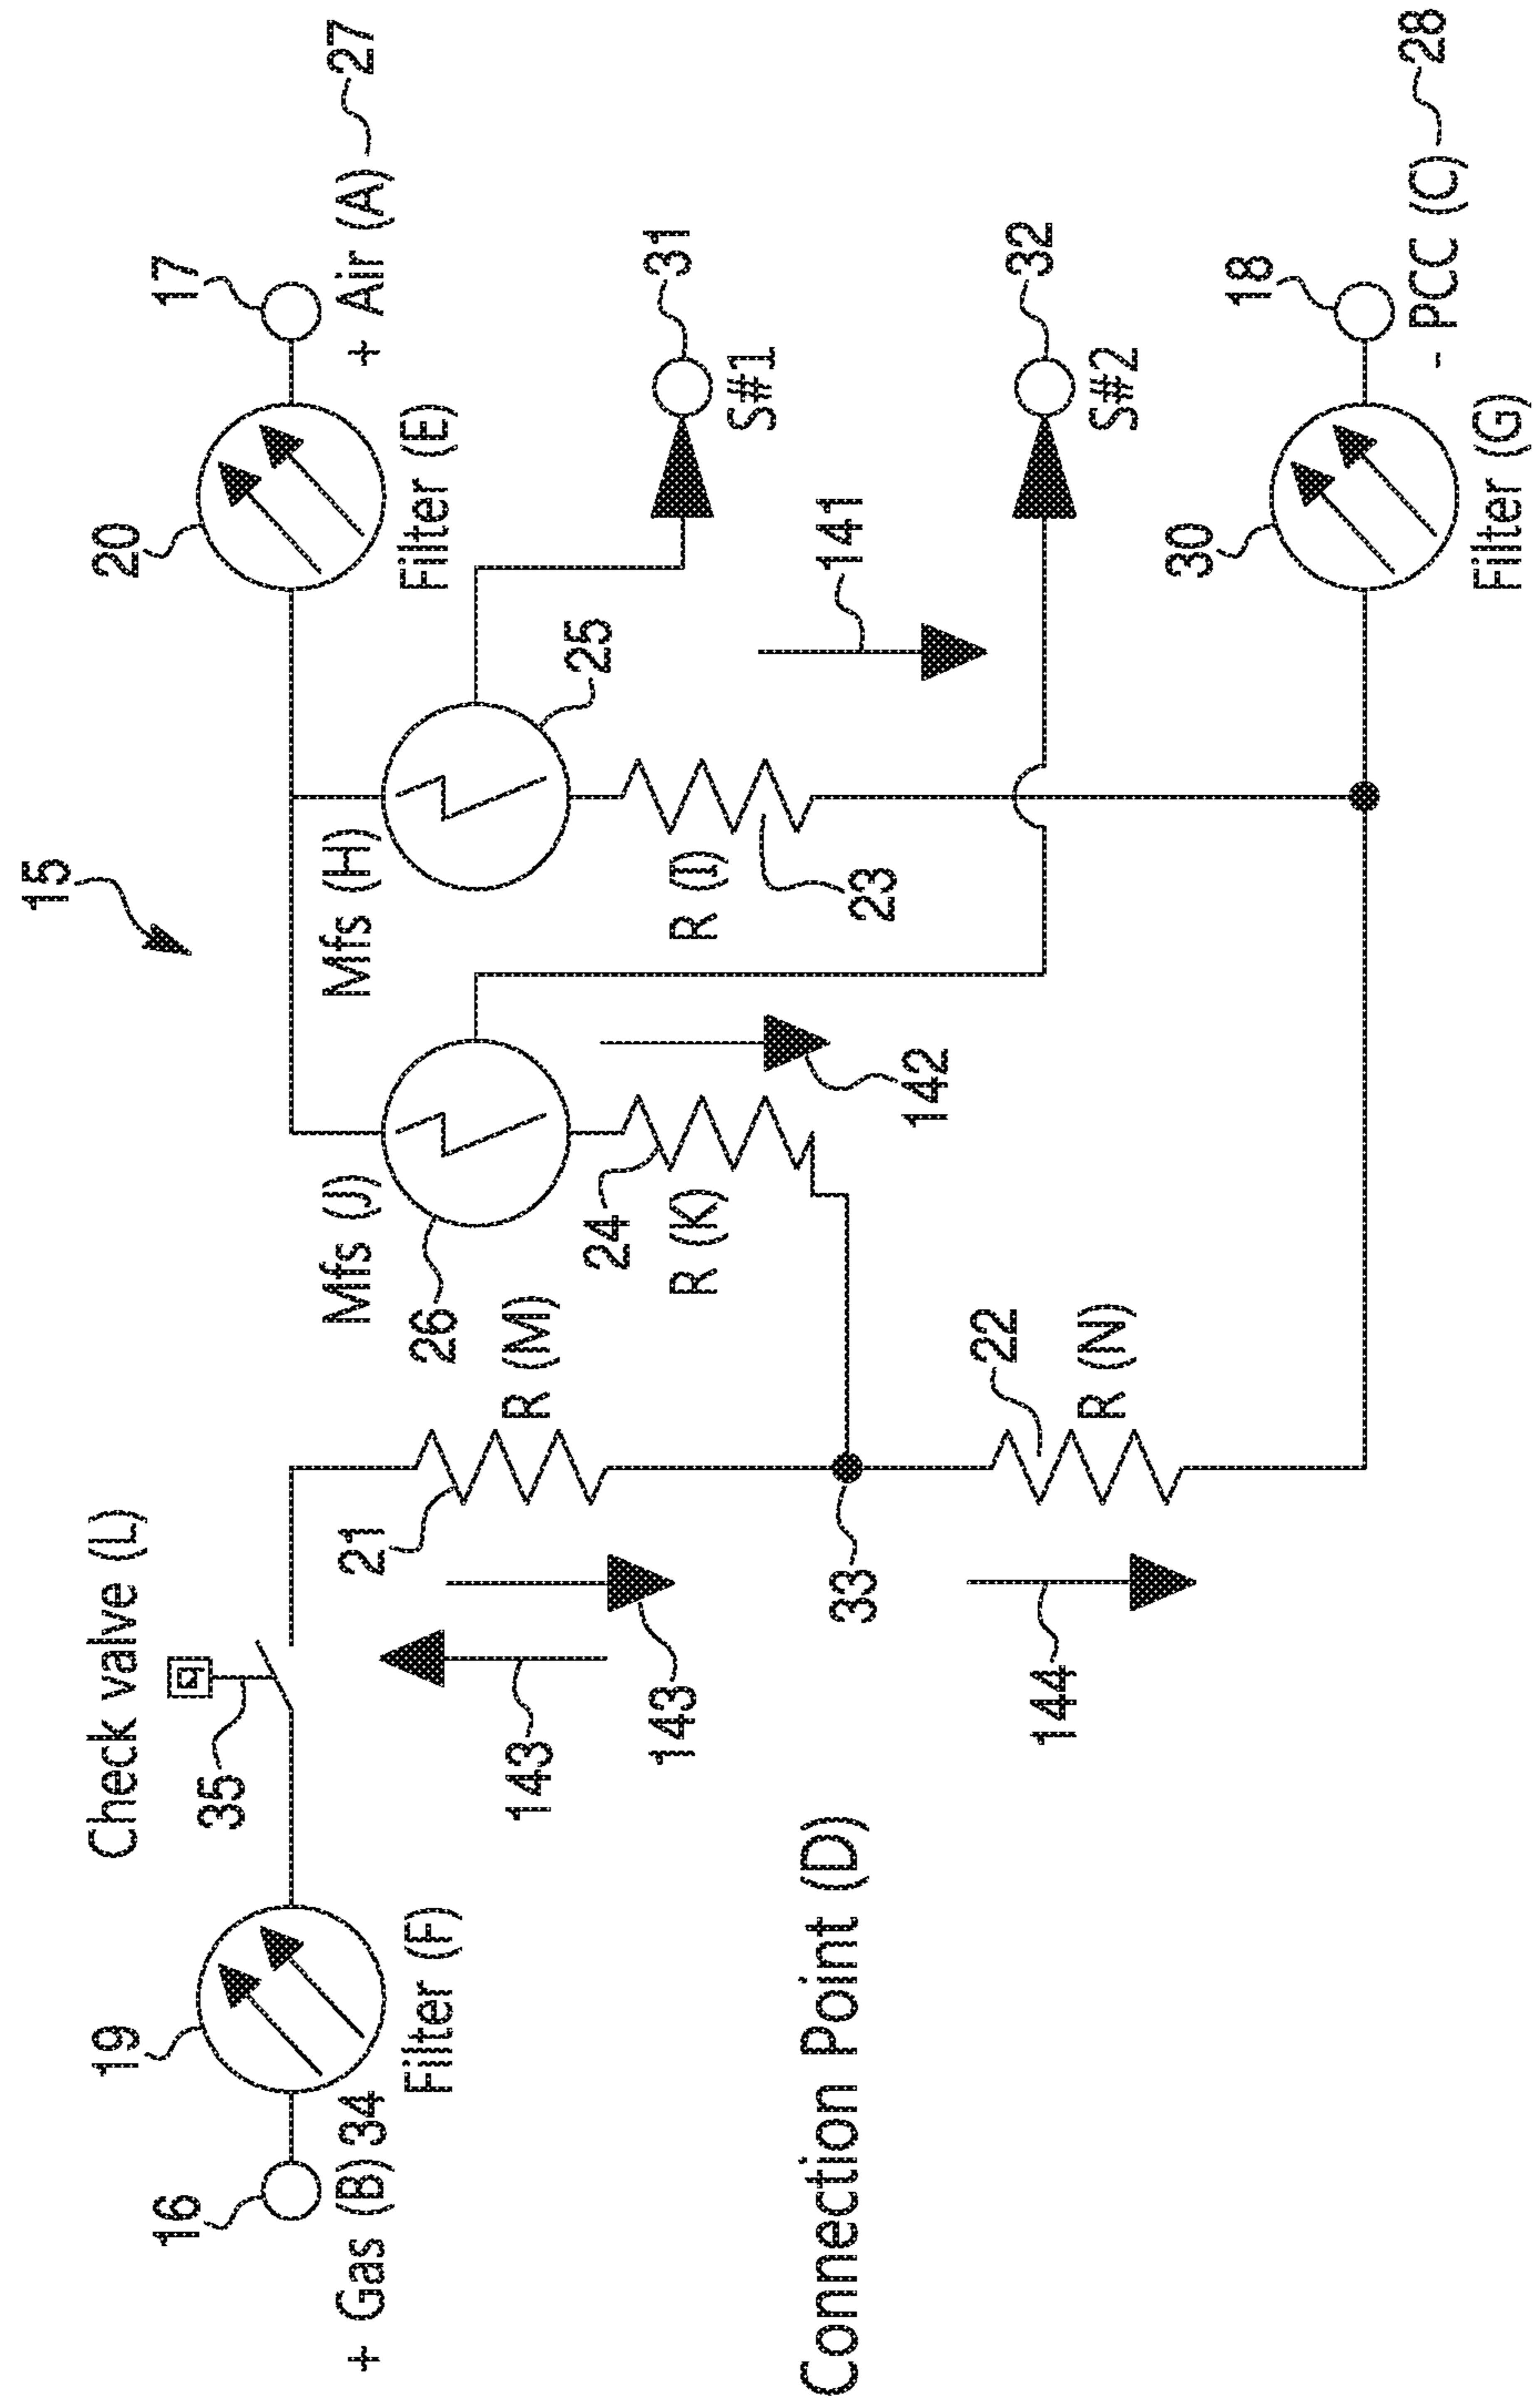 15
17
+ Air (A)
27
20
Filter (E)
Mfs (H)
25
S#1
31
R (I)
23
141
S#2
32
Mfs (J)
26
24
R (K)
142
Check valve (L)
35
21
R (M)
16
+ Gas (B) 34
19
Filter (F)
143
143
33
Connection Point (D)
22
R (N)
144
30
Filter (G)
18
- PCC (C)
28